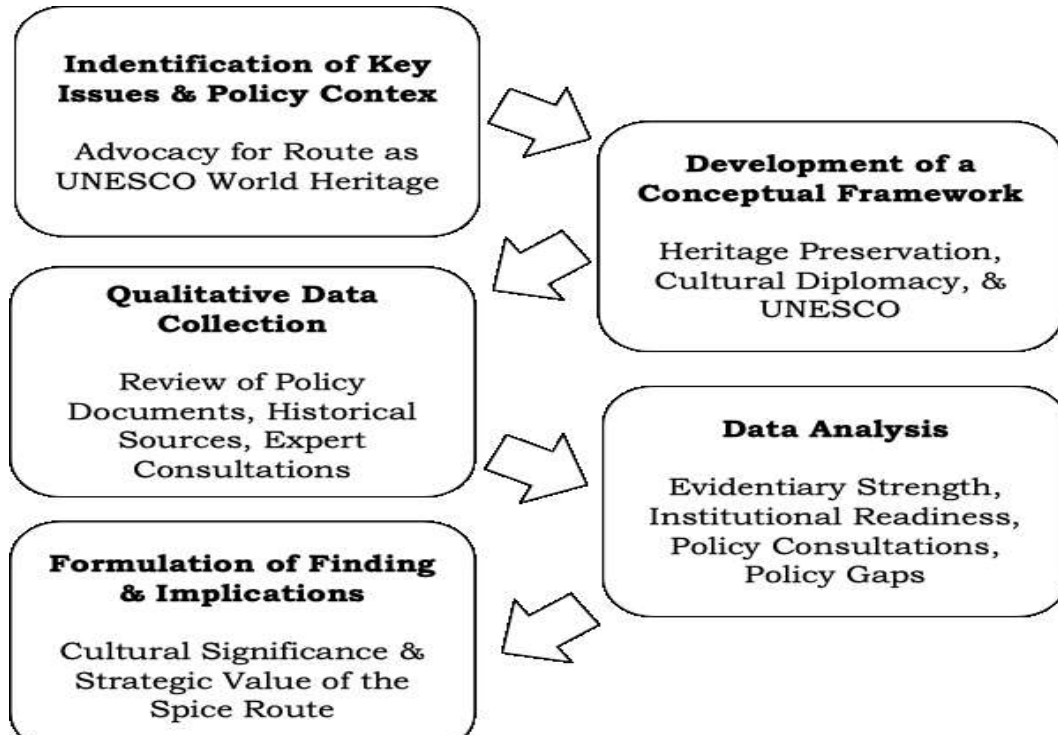 Indentification of Key
Issues & Policy Contex
Advocacy for Route as
UNESCO World Heritage
Development of a
Conceptual Framework
Heritage Preservation,
Cultural Diplomacy, &
UNESCO
Qualitative Data
Collection
Review of Policy
Documents, Historical
Sources, Expert
Consultations
Data Analysis
Evidentiary Strength,
Institutional Readiness,
Policy Consultations,
Policy Gaps
Formulation of Finding
& Implications
Cultural Significance &
Strategic Value of the
Spice Route